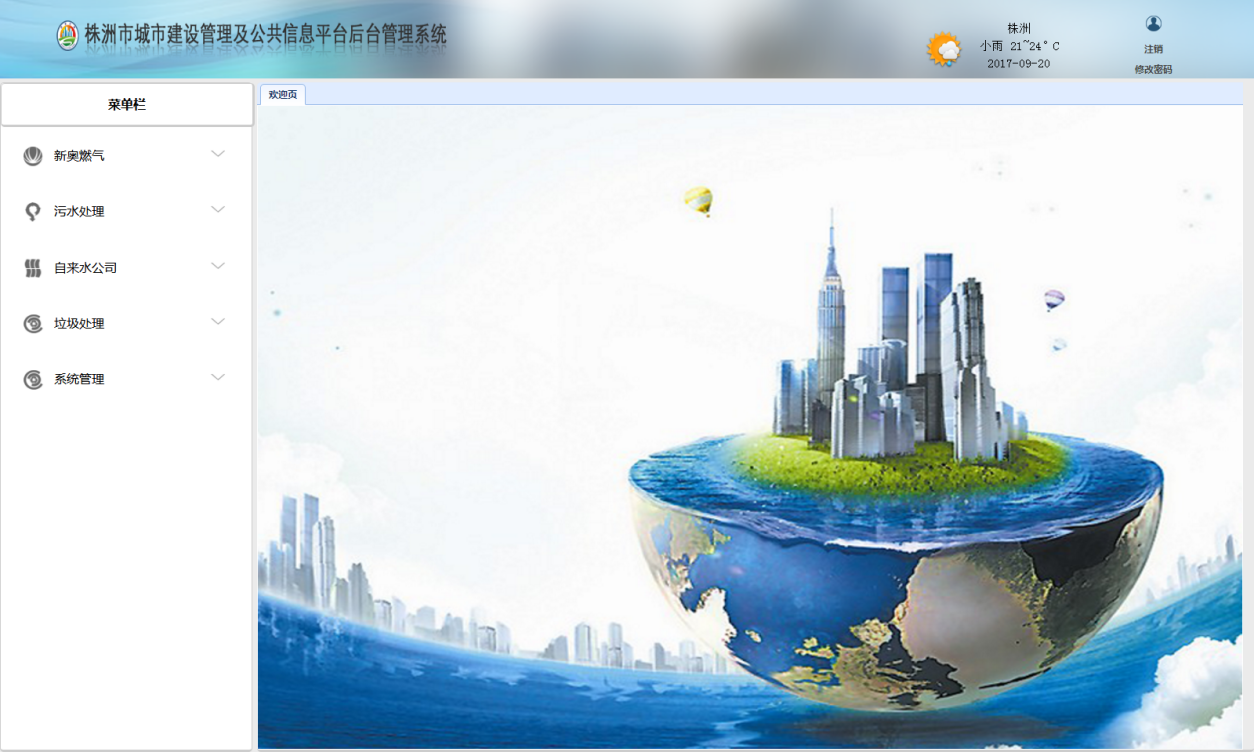 株洲市城市建设管理及公共信息平台后台管理系统
株洲
小雨 21~24°C
2017-09-20
注销
修改密码
菜单栏
欢迎页
新奥燃气
污水处理
自来水公司
垃圾处理
系统管理